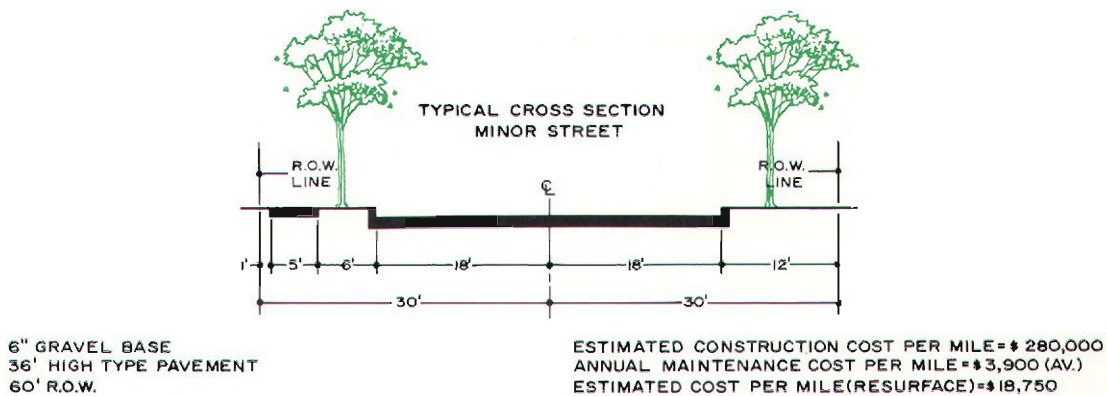 TYPICAL CROSS SECTION
MINOR STREET
R.O.W.
LINE
R.O.W.
LINE
℄
1'
5'
6'
18'
18'
12'
30'
30'
6" GRAVEL BASE
36' HIGH TYPE PAVEMENT
60' R.O.W.
ESTIMATED CONSTRUCTION COST PER MILE=$ 280,000
ANNUAL MAINTENANCE COST PER MILE=$3,900 (AV.)
ESTIMATED COST PER MILE(RESURFACE)=$18,750